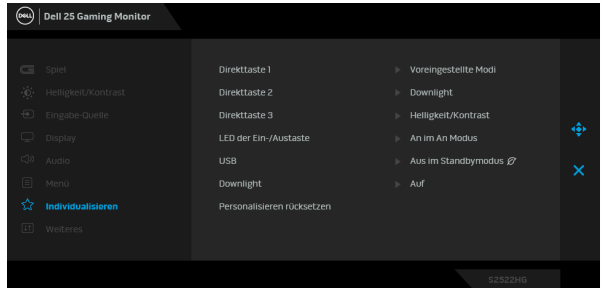 DELL Dell 25 Gaming Monitor
Spiel
Helligkeit/Kontrast
Eingabe-Quelle
Display
Audio
Menü
Individualisieren
Weiteres
Direkttaste 1 Voreingestellte Modi
Direkttaste 2 Downlight
Direkttaste 3 Helligkeit/Kontrast
LED der Ein-/Austaste An im An Modus
USB Aus im Standbymodus
Downlight Auf
Personalisieren rücksetzen
S2522HG